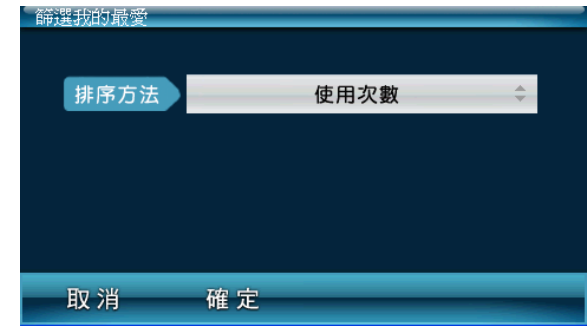 篩選我的最愛
排序方法 使用次數
取消 確定